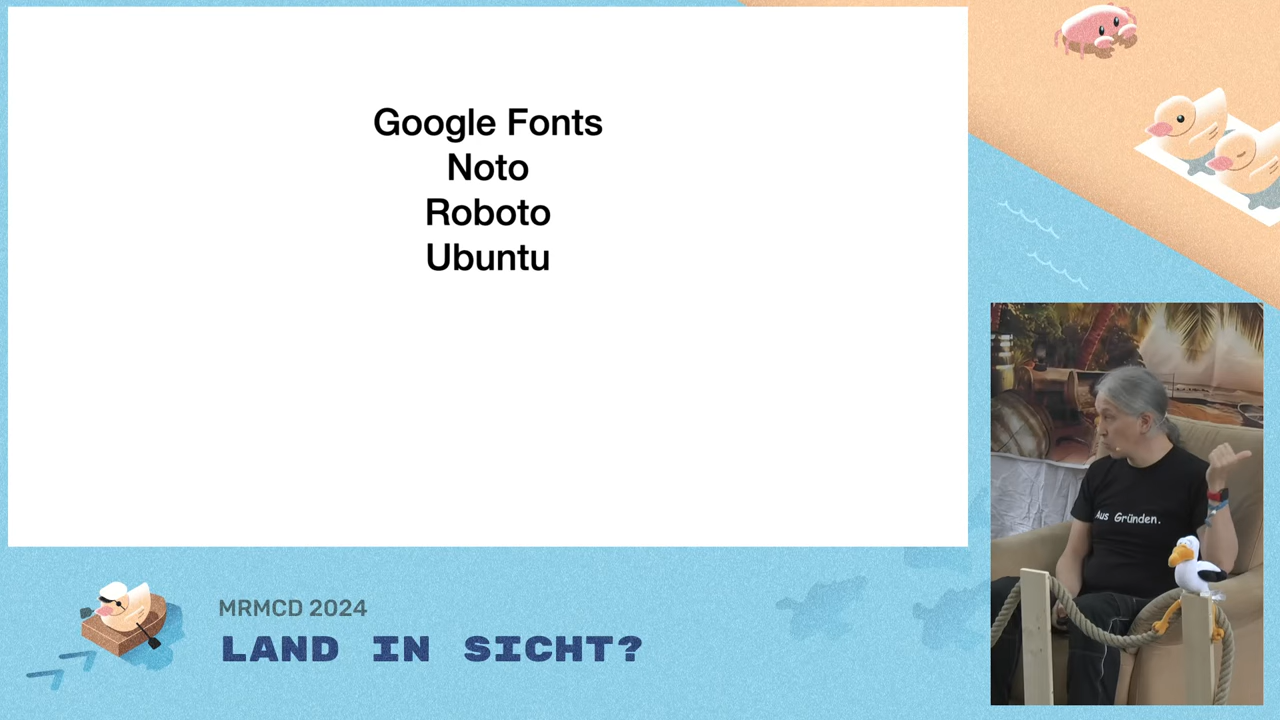 Google Fonts
Noto
Roboto
Ubuntu
Aus Gründen.
MRMCD 2024
LAND IN SICHT?